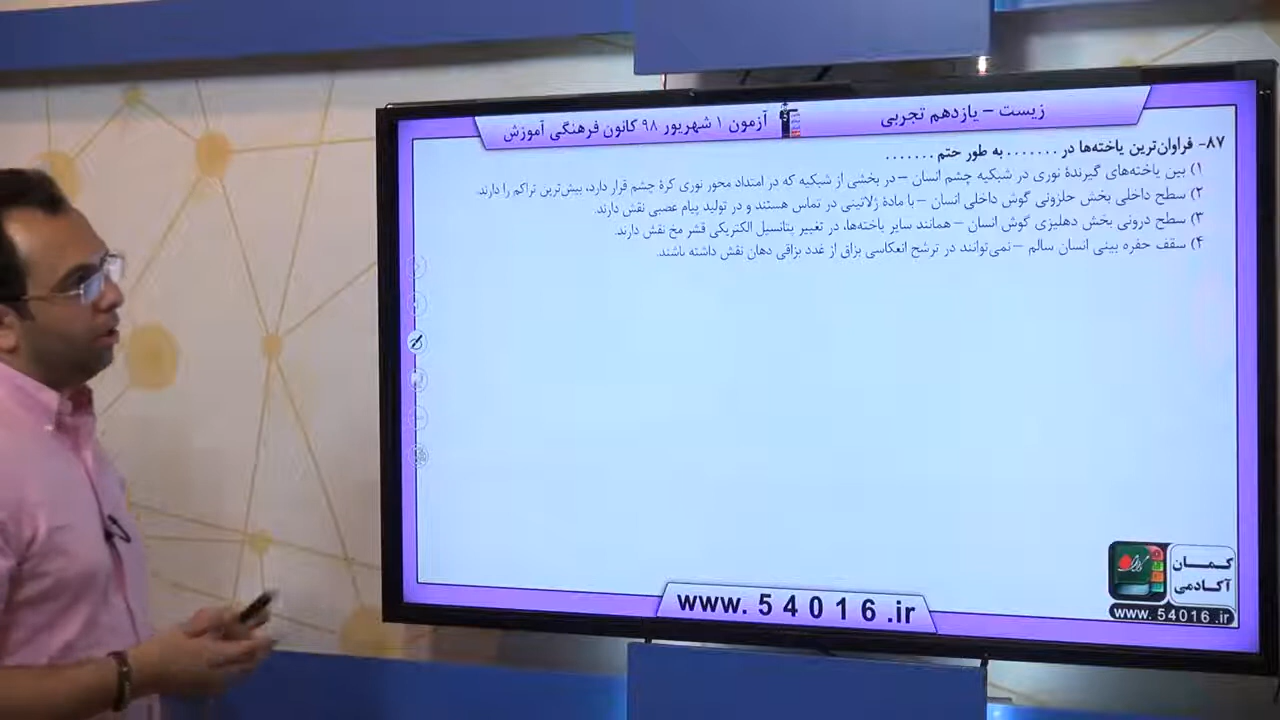 زیست - یازدهم تجربی
آزمون ۱ شهریور ۹۸ کانون فرهنگی آموزش
۸۷- فراوان‌ترین یاخته‌ها در ....... به طور حتم .......
۱) بین یاخته‌های گیرندهٔ نوری در شبکیه چشم انسان – در بخشی از شبکیه که در امتداد محور نوری کرهٔ چشم قرار دارد، بیش‌ترین تراکم را دارند.
۲) سطح داخلی بخش حلزونی گوش داخلی انسان – با مادهٔ ژلاتینی در تماس هستند و در تولید پیام عصبی نقش دارند.
۳) سطح درونی بخش دهلیزی گوش انسان – همانند سایر یاخته‌ها، در تغییر پتانسیل الکتریکی قشر مخ نقش دارند.
۴) سقف حفره بینی انسان سالم – نمی‌توانند در ترشح انعکاسی بزاق از غدد بزاقی دهان نقش داشته باشند.
کمان
آکادمی
www. 54016 .ir
www. 5 4 0 1 6 .ir